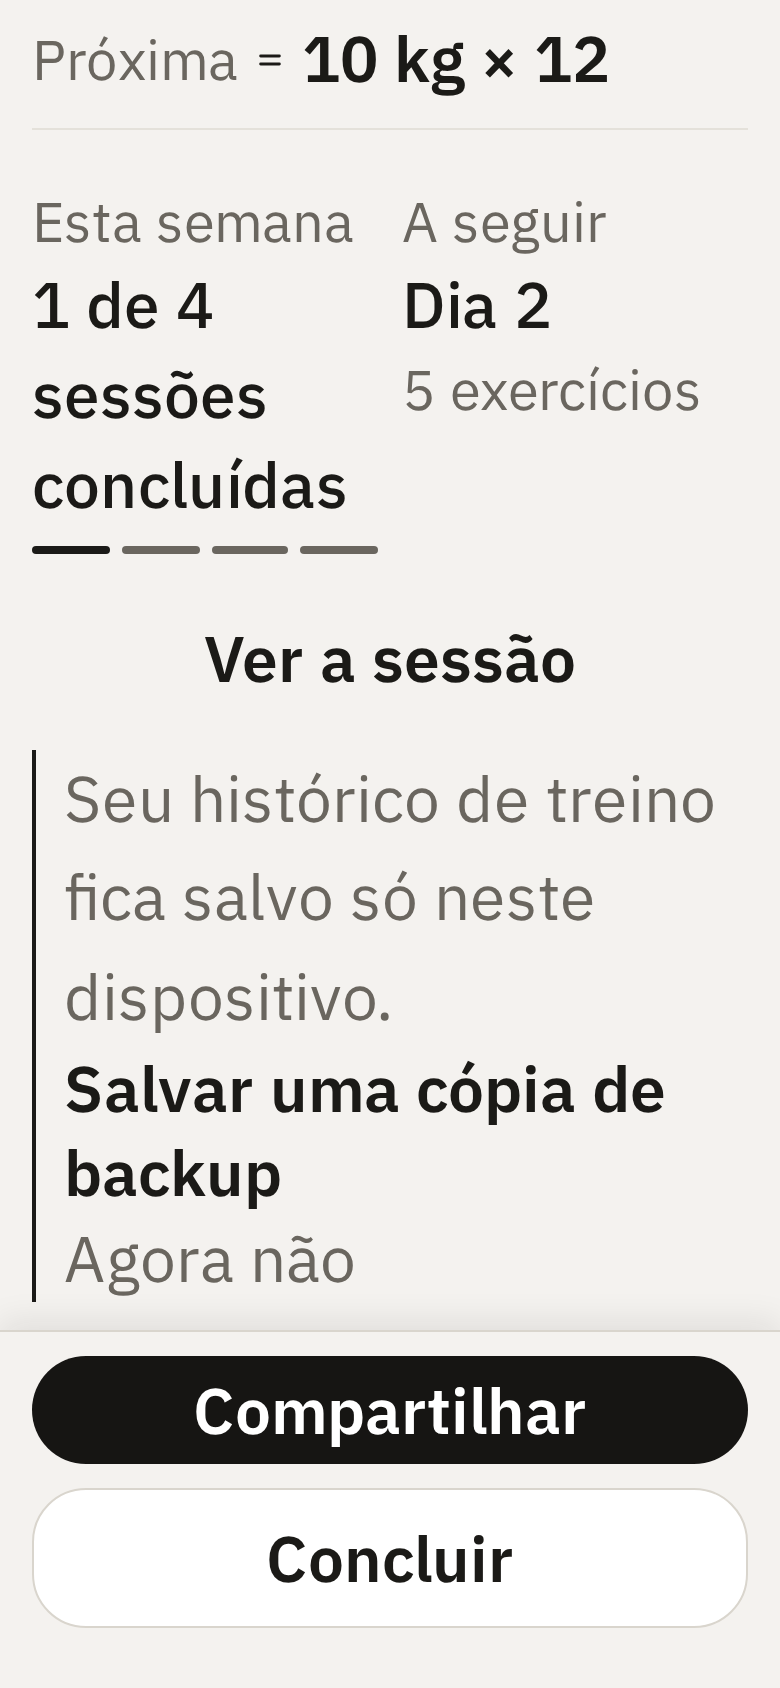 Próxima = 10 kg × 12
Esta semana
1 de 4
sessões
concluídas
A seguir
Dia 2
5 exercícios
Ver a sessão
Seu histórico de treino
fica salvo só neste
dispositivo.
Salvar uma cópia de
backup
Agora não
Compartilhar
Concluir